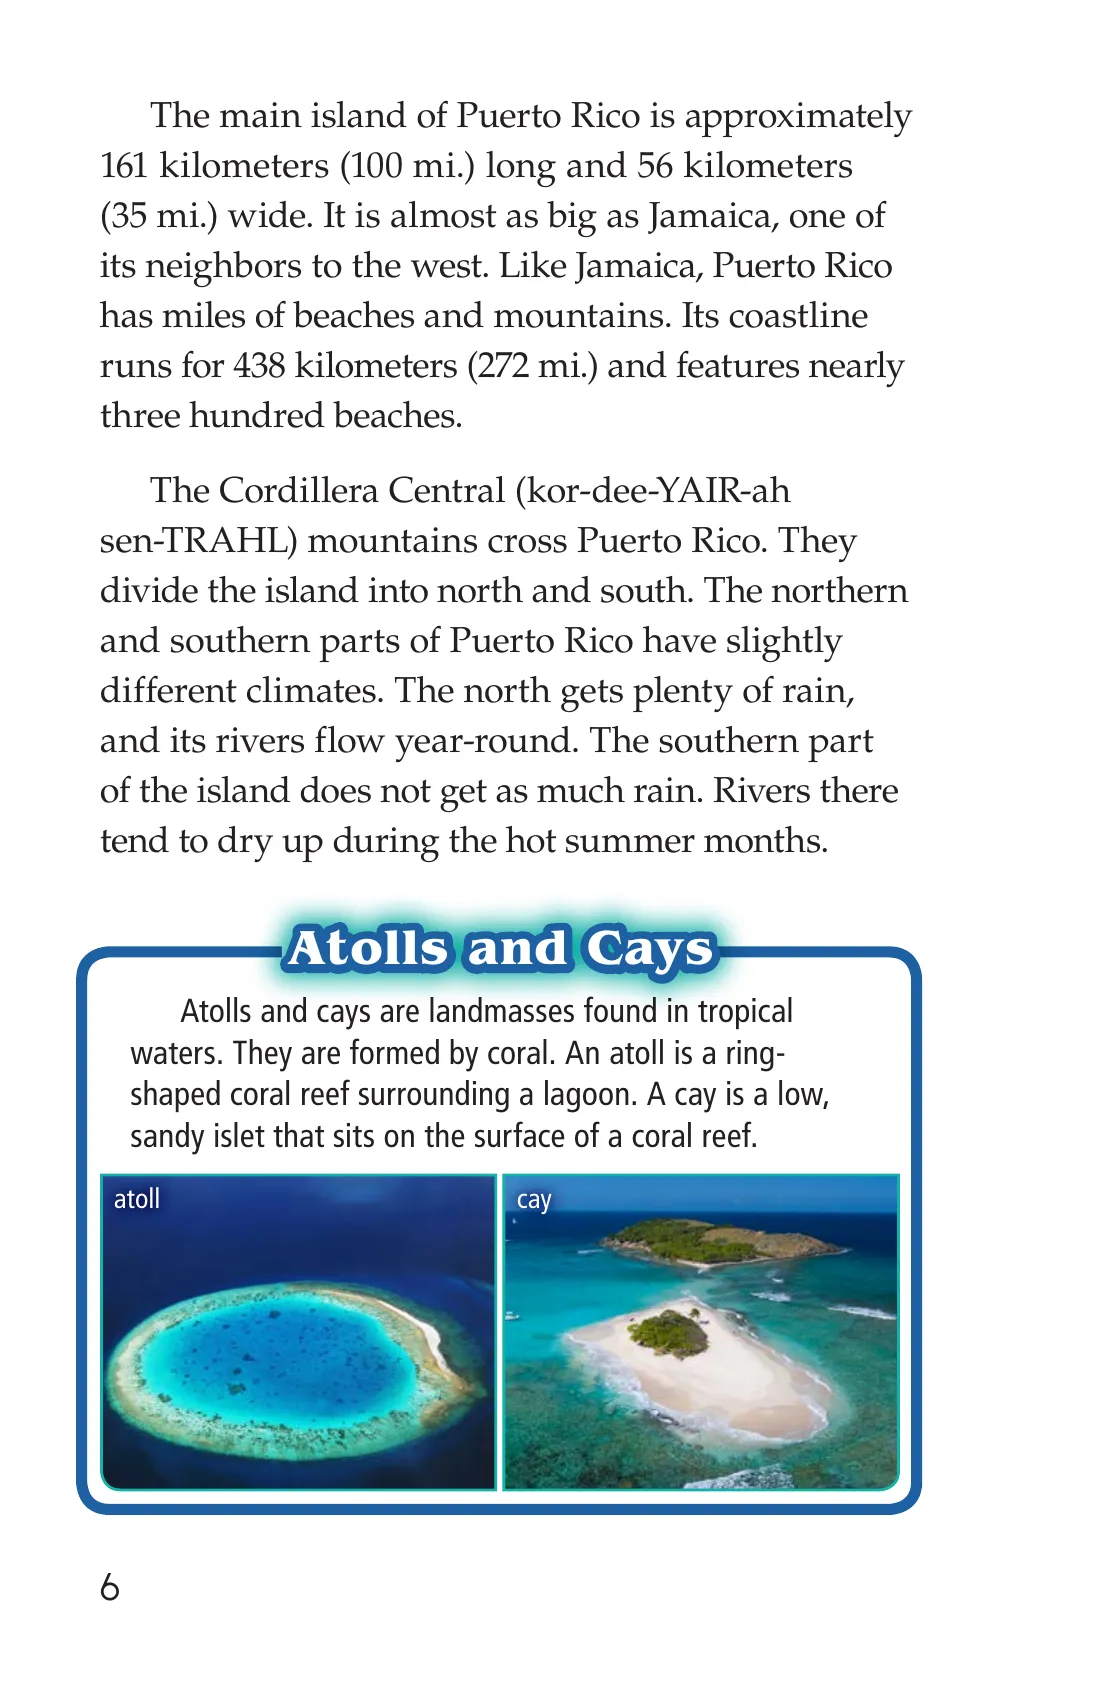 The main island of Puerto Rico is approximately
161 kilometers (100 mi.) long and 56 kilometers
(35 mi.) wide. It is almost as big as Jamaica, one of
its neighbors to the west. Like Jamaica, Puerto Rico
has miles of beaches and mountains. Its coastline
runs for 438 kilometers (272 mi.) and features nearly
three hundred beaches.
The Cordillera Central (kor-dee-YAIR-ah
sen-TRAHL) mountains cross Puerto Rico. They
divide the island into north and south. The northern
and southern parts of Puerto Rico have slightly
different climates. The north gets plenty of rain,
and its rivers flow year-round. The southern part
of the island does not get as much rain. Rivers there
tend to dry up during the hot summer months.
Atolls and Cays
Atolls and cays are landmasses found in tropical
waters. They are formed by coral. An atoll is a ring-
shaped coral reef surrounding a lagoon. A cay is a low,
sandy islet that sits on the surface of a coral reef.
atoll
cay
6